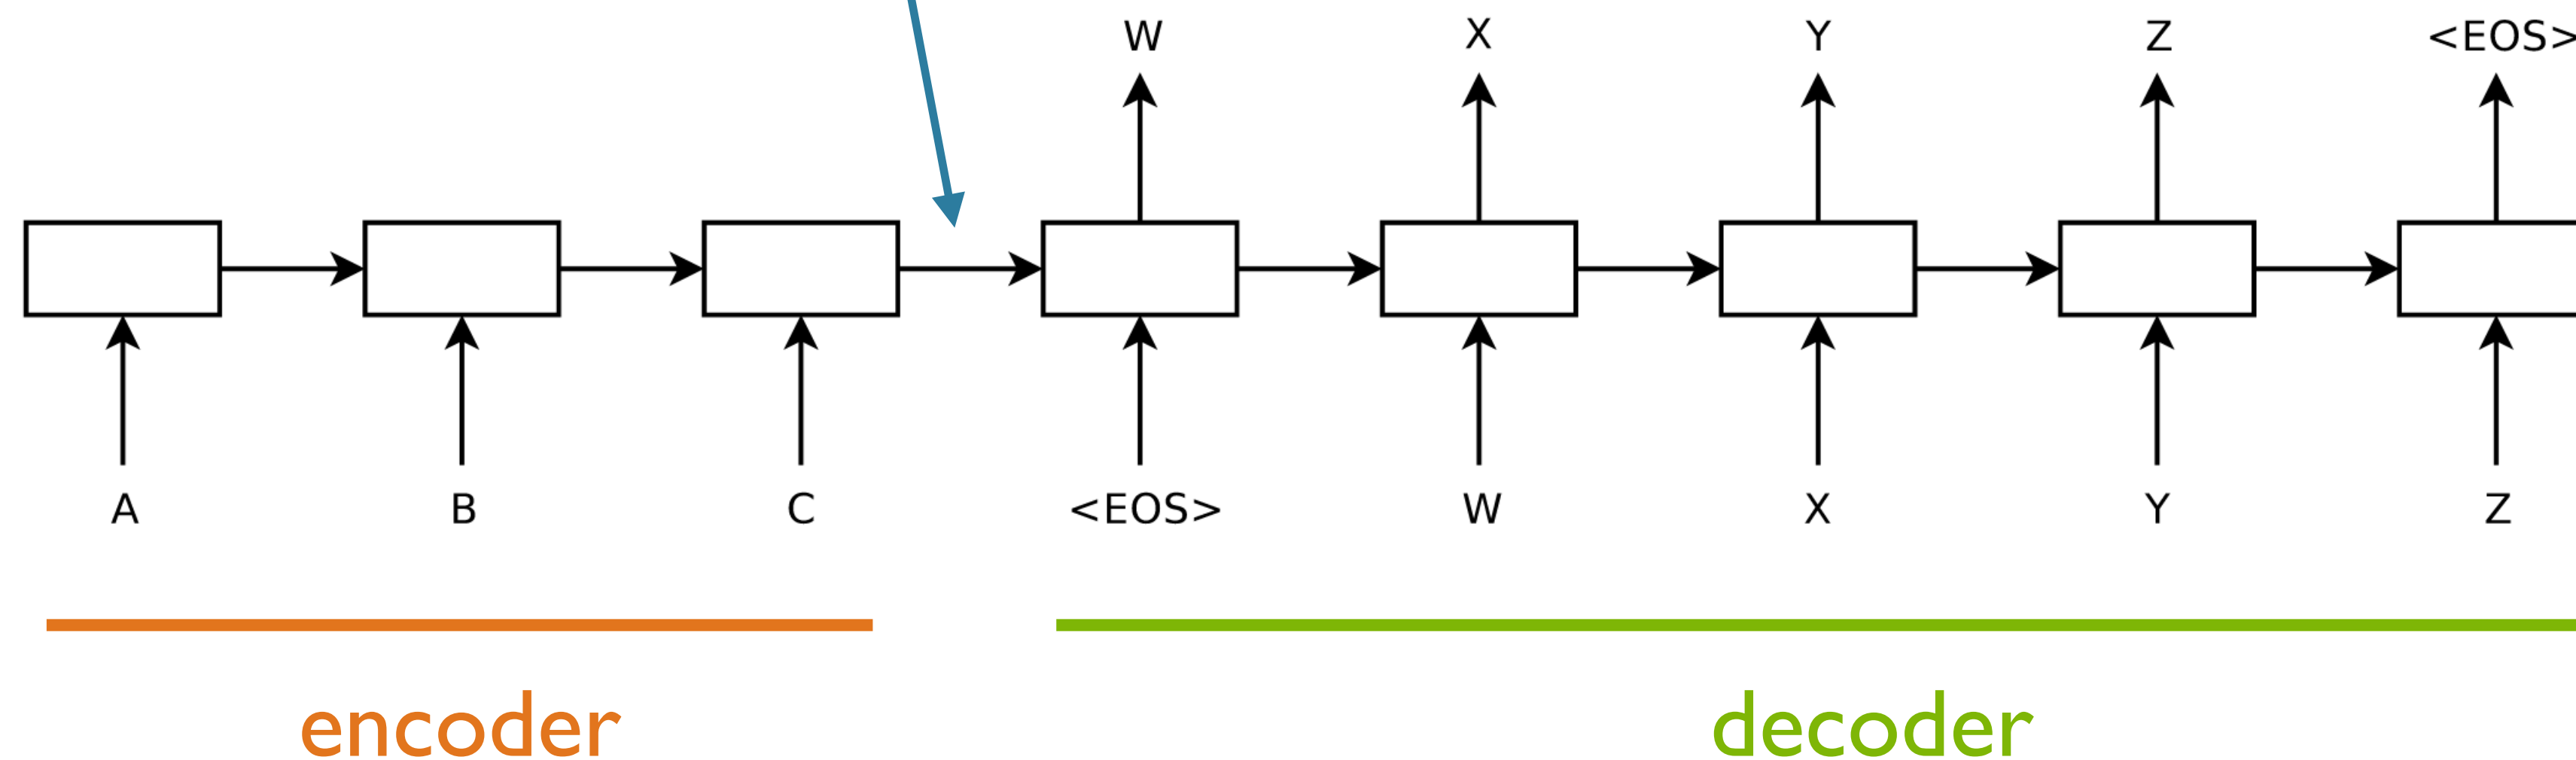 W X Y Z <EOS>
A B C <EOS> W X Y Z
encoder decoder